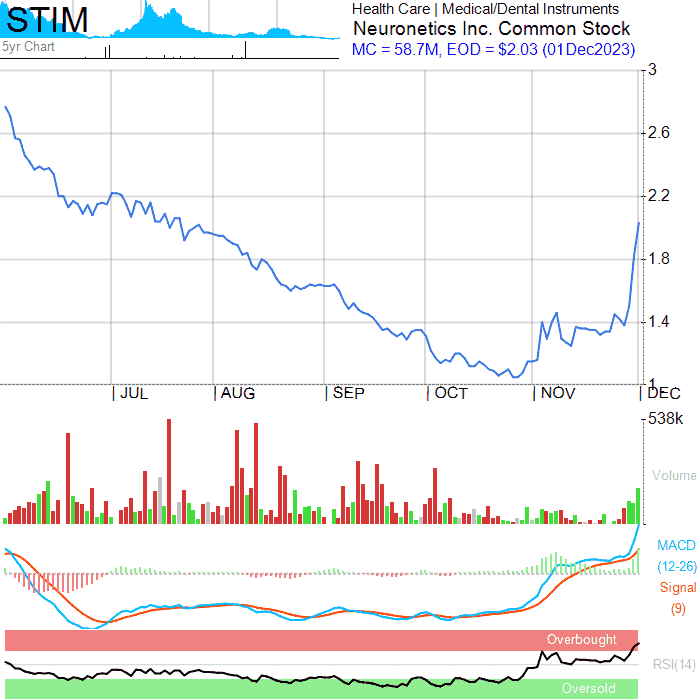 STIM
5yr Chart
Health Care | Medical/Dental Instruments
Neuronetics Inc. Common Stock
MC = 58.7M, EOD = $2.03 (01Dec2023)
3
2.6
2.2
1.8
1.4
1
JUL AUG SEP OCT NOV DEC
538k
Volume
MACD
(12-26)
Signal
(9)
Overbought
RSI(14)
Oversold